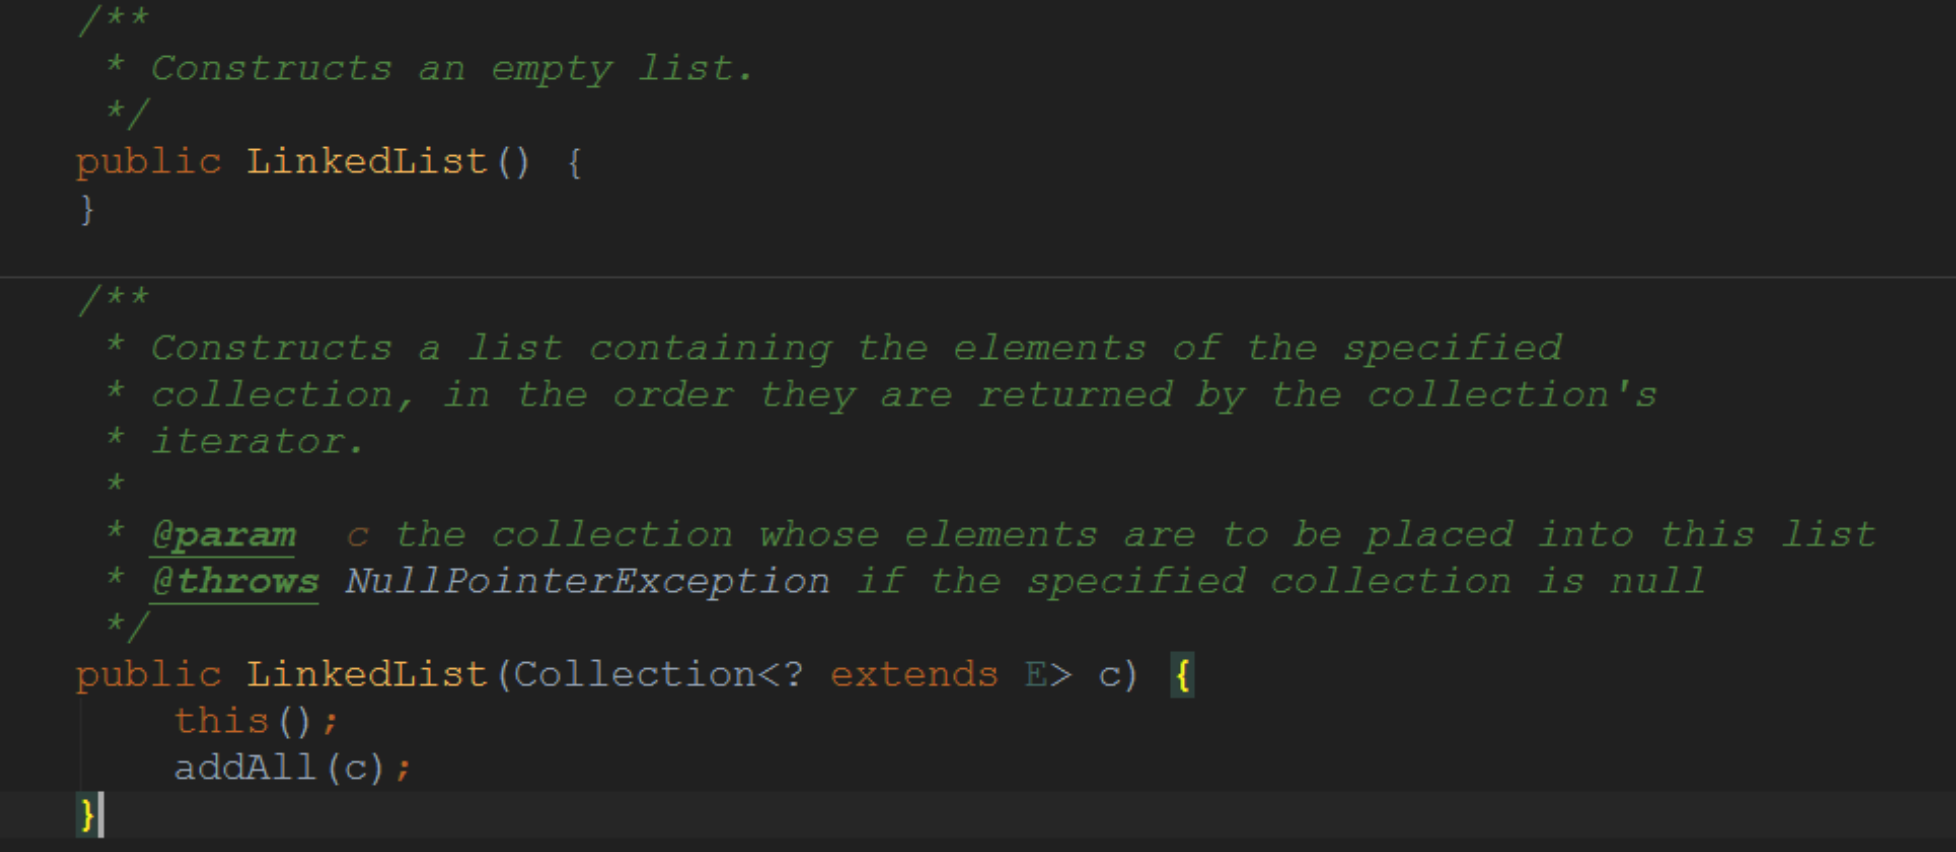 /**
 * Constructs an empty list.
 */
public LinkedList() {
}
/**
 * Constructs a list containing the elements of the specified
 * collection, in the order they are returned by the collection's
 * iterator.
 *
 * @param  c the collection whose elements are to be placed into this list
 * @throws NullPointerException if the specified collection is null
 */
public LinkedList(Collection<? extends E> c) {
    this();
    addAll(c);
}